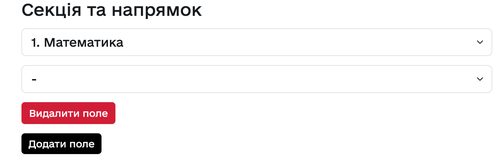 Секція та напрямок
1. Математика
-
Видалити поле
Додати поле